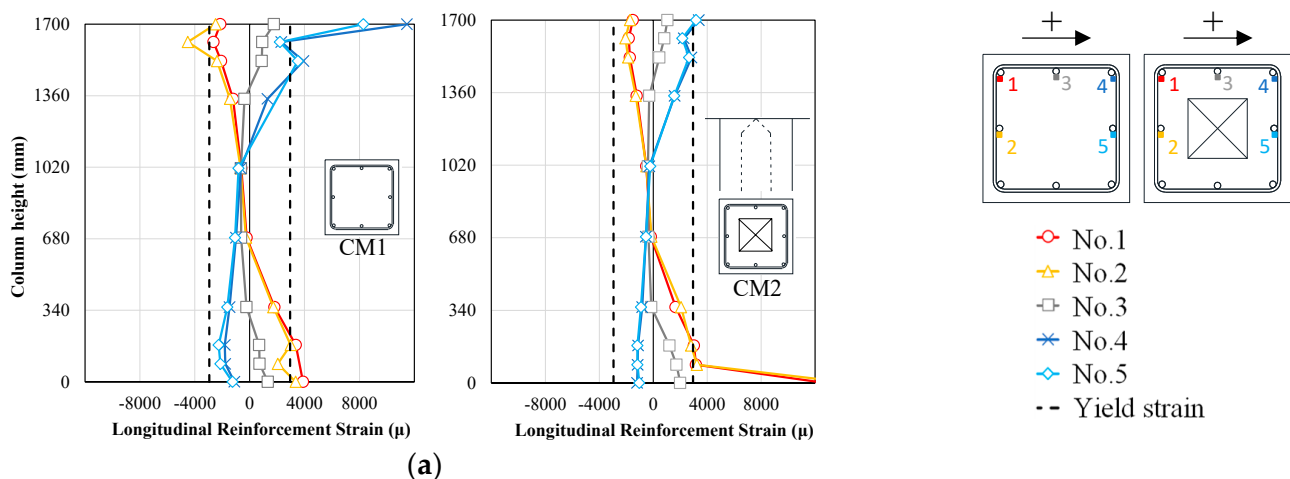 Column height (mm)
1700
1360
1020
680
340
0
-8000 -4000 0 4000 8000
Longitudinal Reinforcement Strain (μ)
CM1
1700
1360
1020
680
340
0
-8000 -4000 0 4000 8000
Longitudinal Reinforcement Strain (μ)
CM2
(a)
+ +
1 3 4
2 5
1 3 4
2 5
No.1
No.2
No.3
No.4
No.5
Yield strain